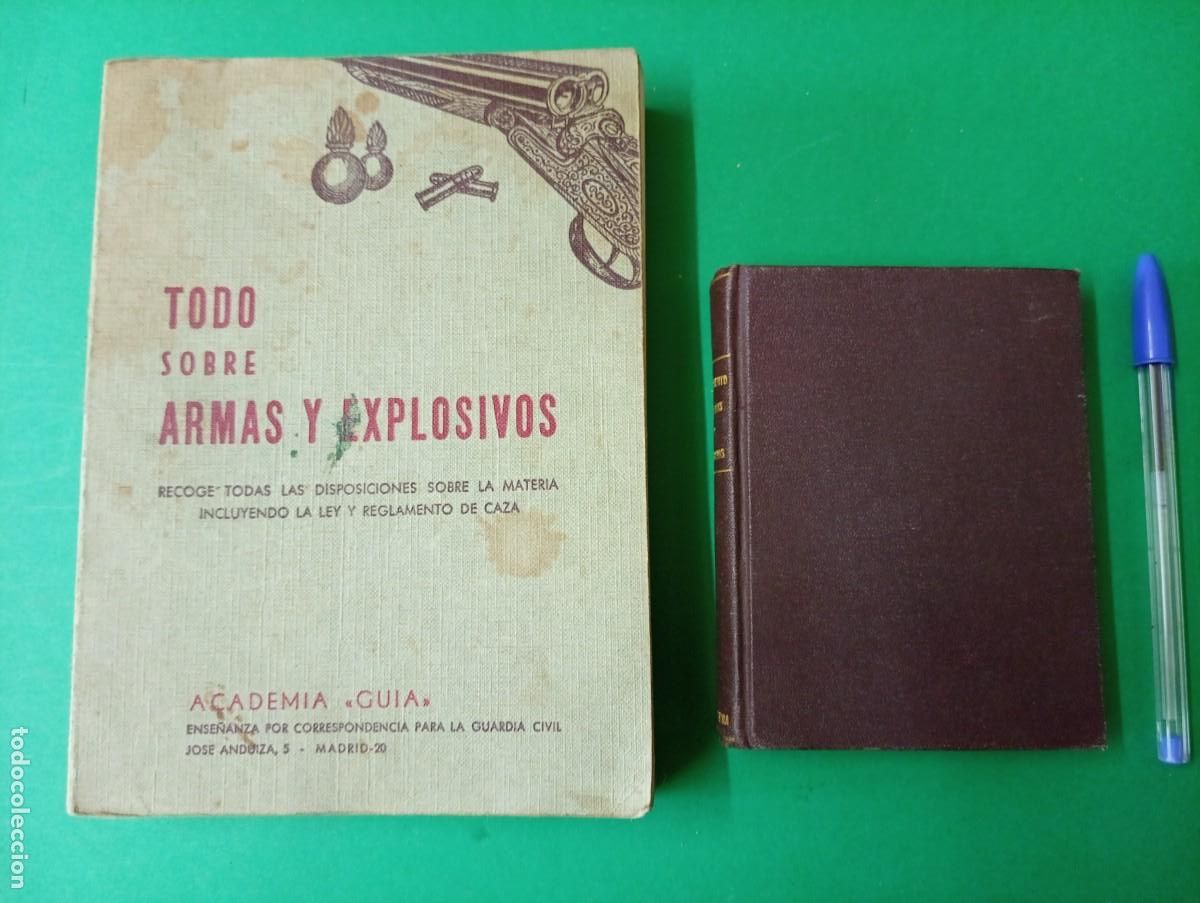 TODO
SOBRE
ARMAS Y EXPLOSIVOS
RECOGE TODAS LAS DISPOSICIONES SOBRE LA MATERIA
INCLUYENDO LA LEY Y REGLAMENTO DE CAZA
ACADEMIA «GUIA»
ENSEÑANZA POR CORRESPONDENCIA PARA LA GUARDIA CIVIL
JOSE ANDUIZA, 5 - MADRID-20
todocoleccion